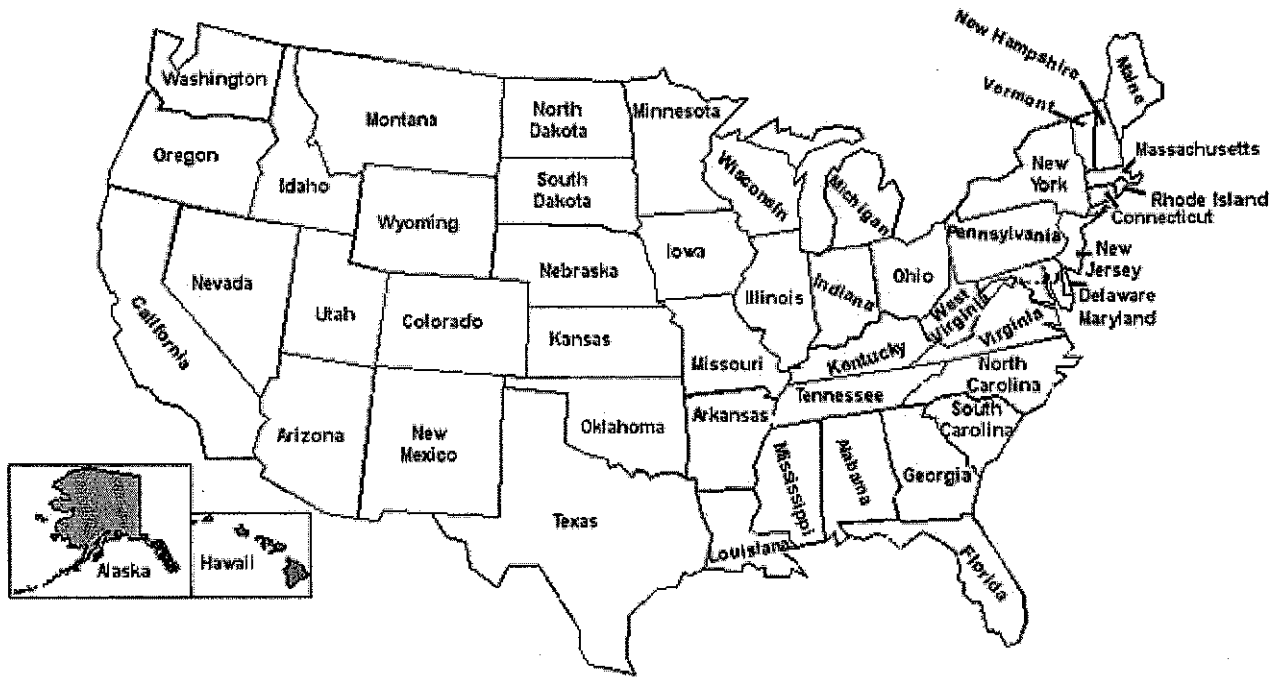 Washington
Oregon
California
Nevada
Idaho
Montana
Wyoming
Utah
Colorado
Arizona
New
Mexico
North
Dakota
South
Dakota
Nebraska
Kansas
Oklahoma
Texas
Minnesota
Iowa
Missouri
Arkansas
Louisiana
Wisconsin
Illinois
Michigan
Indiana
Ohio
Kentucky
Tennessee
Mississippi
Alabama
Georgia
Florida
South
Carolina
North
Carolina
Virginia
West
Virginia
Pennsylvania
New
York
Vermont
New Hampshire
Maine
Massachusetts
Rhode Island
Connecticut
New
Jersey
Delaware
Maryland
Alaska
Hawaii